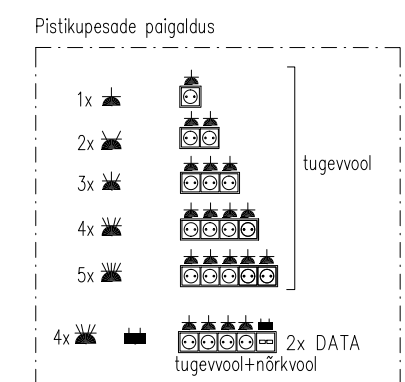 Pistikupesade paigaldus
1x
2x
3x
tugevvool
4x
5x
4x
2x DATA
tugevvool+nõrkvool